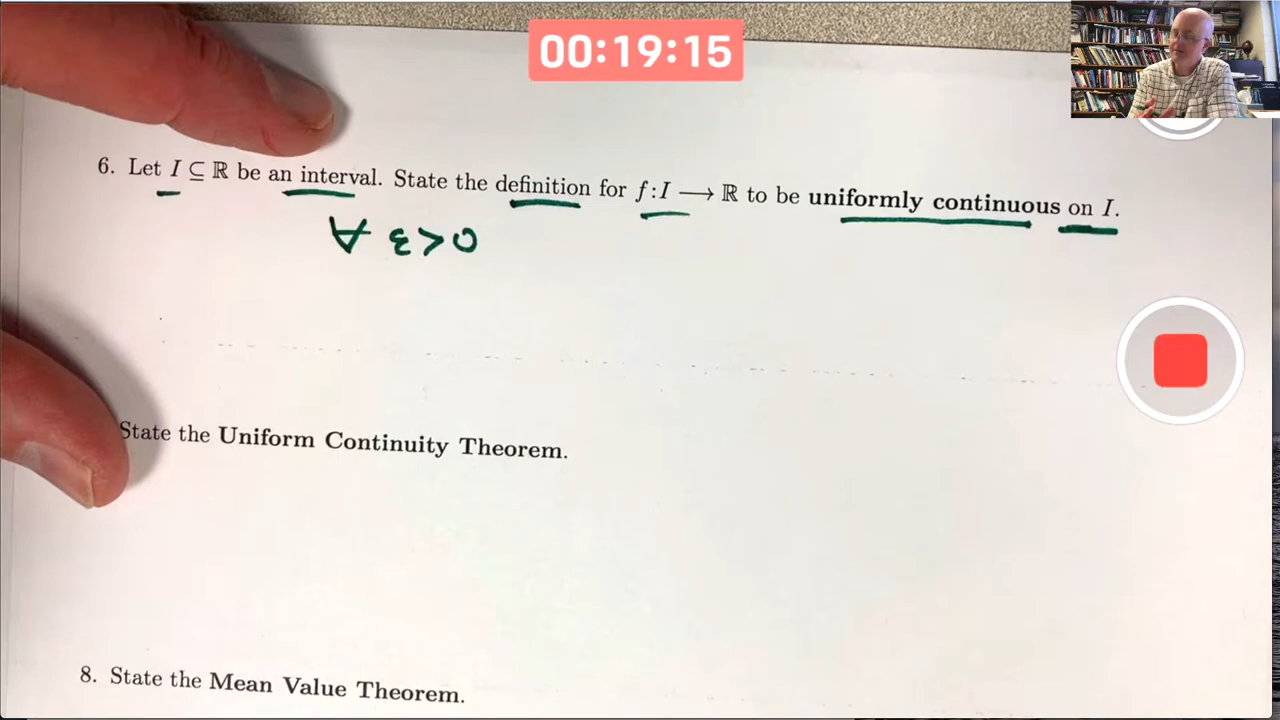 00:19:15
6. Let I ⊆ ℝ be an interval. State the definition for f : I ⟶ ℝ to be uniformly continuous on I.
∀ ε > 0
State the Uniform Continuity Theorem.
8. State the Mean Value Theorem.